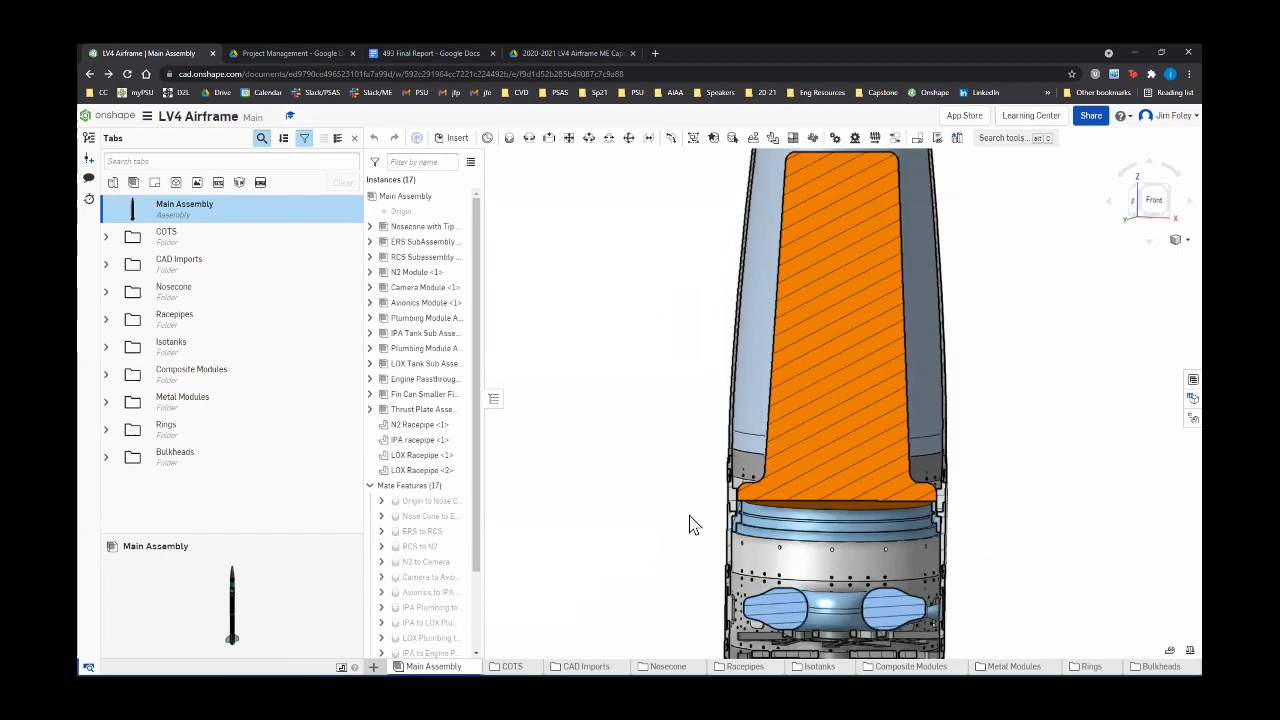 LV4 Airframe | Main Assembly
Project Management - Google D
493 Final Report - Google Docs
2020-2021 LV4 Airframe ME Cap
cad.onshape.com/documents/ed9790ce496523101fa7a99d/w/592c291964cc7221c224492b/e/f9d1d52b285b49087c7c9a88
CC
myPSU
D2L
Drive
Calendar
Slack/PSAS
Slack/ME
PSU
jfp
jfe
CVD
PSAS
Sp21
PSU
AIAA
Speakers
20-21
Eng Resources
Capstone
Onshape
LinkedIn
Other bookmarks
Reading list
onshape
LV4 Airframe Main
App Store
Learning Center
Share
Jim Foley
Tabs
Insert
Search tools... alt C
Search tabs
Clear
Main Assembly
Assembly
COTS
Folder
CAD Imports
Folder
Nosecone
Folder
Racepipes
Folder
Isotanks
Folder
Composite Modules
Folder
Metal Modules
Folder
Rings
Folder
Bulkheads
Folder
Main Assembly
Filter by name
Instances (17)
Main Assembly
Origin
Nosecone with Tip ...
ERS SubAssembly ...
RCS Subassembly ...
N2 Module <1>
Camera Module <1>
Avionics Module <1>
Plumbing Module A...
IPA Tank Sub Asse...
Plumbing Module A...
LOX Tank Sub Asse...
Engine Passthroug...
Fin Can Smaller Fi...
Thrust Plate Asse...
N2 Racepipe <1>
IPA racepipe <1>
LOX Racepipe <1>
LOX Racepipe <2>
Mate Features (17)
Origin to Nose C...
Nose Cone to E...
ERS to RCS
RCS to N2
N2 to Camera
Camera to Avio...
Avionics to IPA ...
IPA Plumbing to...
IPA to LOX Plu...
LOX Plumbing t...
IPA to Engine P...
Z
Front
X
Y
Main Assembly
COTS
CAD Imports
Nosecone
Racepipes
Isotanks
Composite Modules
Metal Modules
Rings
Bulkheads